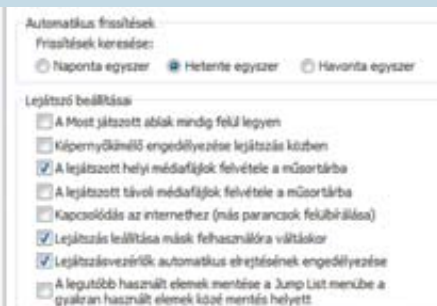 Automatikus frissítések
Frissítések keresése:
Naponta egyszer Hetente egyszer Havonta egyszer
Lejátszó beállításai
A Most játszott ablak mindig felül legyen
Képernyőkímélő engedélyezése lejátszás közben
A lejátszott helyi médiafájlok felvétele a műsortárba
A lejátszott távoli médiafájlok felvétele a műsortárba
Kapcsolódás az internethez (más parancsok felülbírálása)
Lejátszás leállítása másik felhasználóra váltáskor
Lejátszásvezérlők automatikus elrejtésének engedélyezése
A legutóbb használt elemek mentése a Jump List menübe a
gyakran használt elemek közé mentés helyett